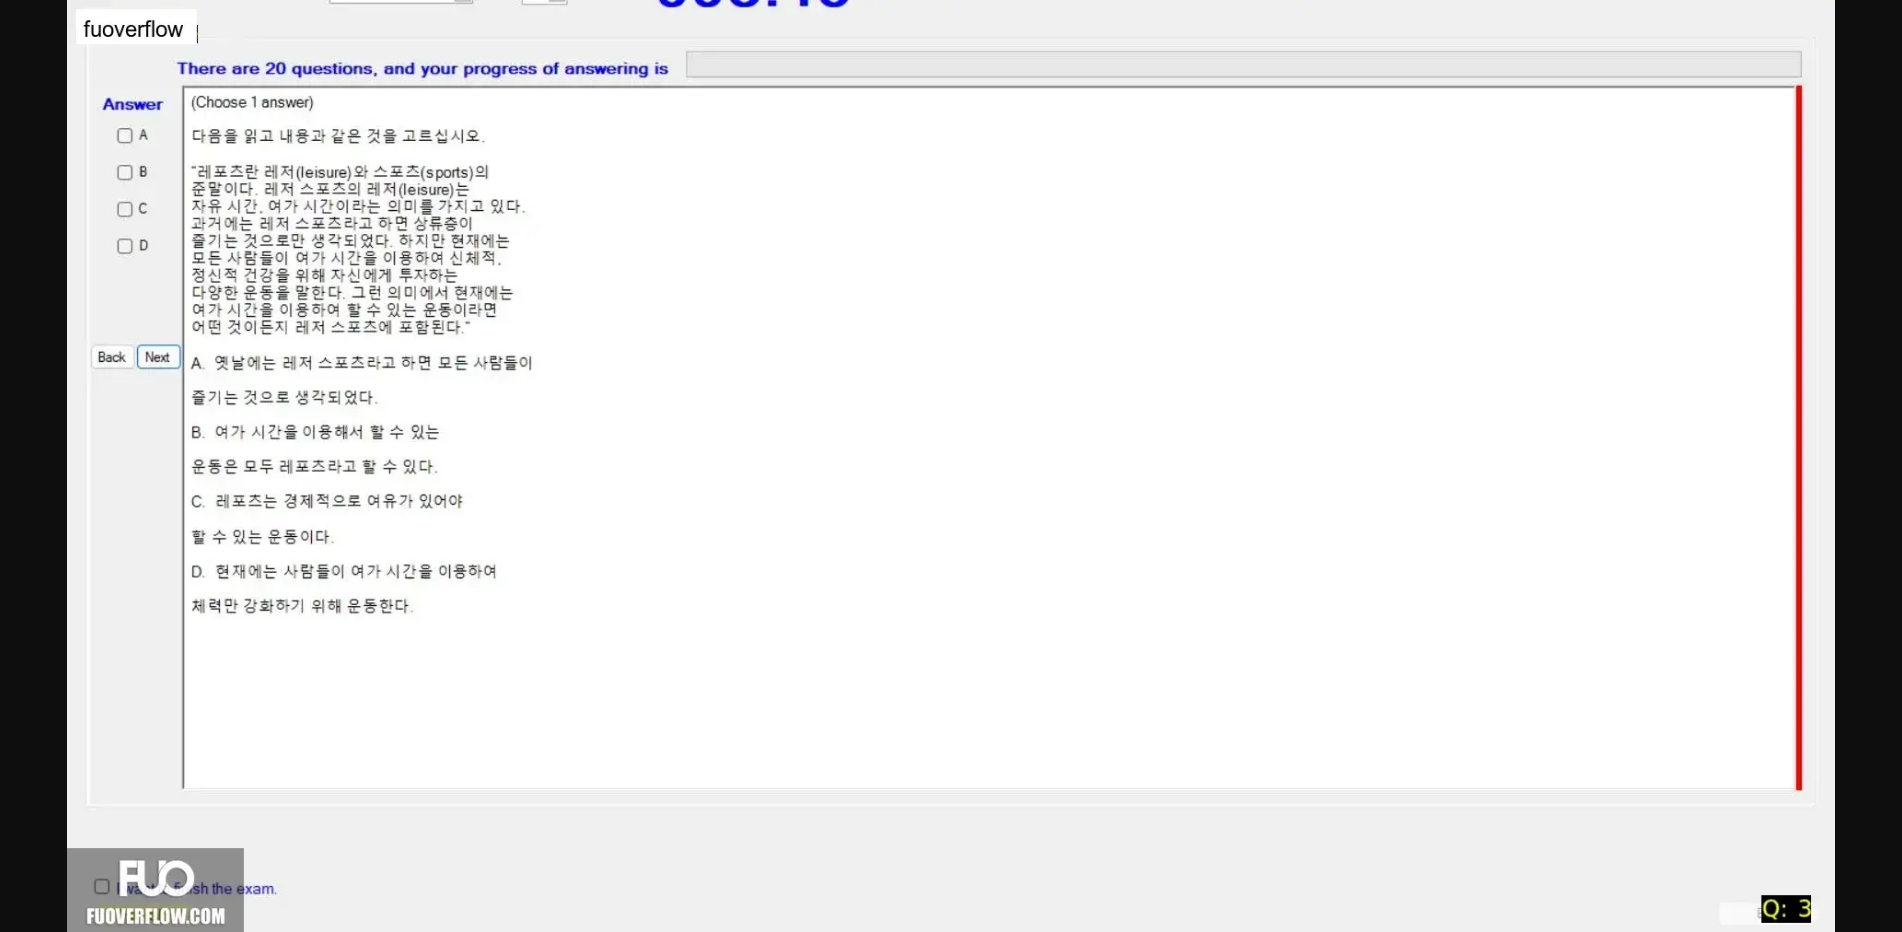 fuoverflow
There are 20 questions, and your progress of answering is
Answer
(Choose 1 answer)
A
다음을 읽고 내용과 같은 것을 고르십시오.
B
C
D
"레포츠란 레저(leisure)와 스포츠(sports)의
준말이다. 레저 스포츠의 레저(leisure)는
자유 시간, 여가 시간이라는 의미를 가지고 있다.
과거에는 레저 스포츠라고 하면 상류층이
즐기는 것으로만 생각되었다. 하지만 현재에는
모든 사람들이 여가 시간을 이용하여 신체적,
정신적 건강을 위해 자신에게 투자하는
다양한 운동을 말한다. 그런 의미에서 현재에는
여가 시간을 이용하여 할 수 있는 운동이라면
어떤 것이든지 레저 스포츠에 포함된다."
Back Next
A. 옛날에는 레저 스포츠라고 하면 모든 사람들이
즐기는 것으로 생각되었다.
B. 여가 시간을 이용해서 할 수 있는
운동은 모두 레포츠라고 할 수 있다.
C. 레포츠는 경제적으로 여유가 있어야
할 수 있는 운동이다.
D. 현재에는 사람들이 여가 시간을 이용하여
체력만 강화하기 위해 운동한다.
FUO
the exam.
FUOVERFLOW.COM
Q: 3